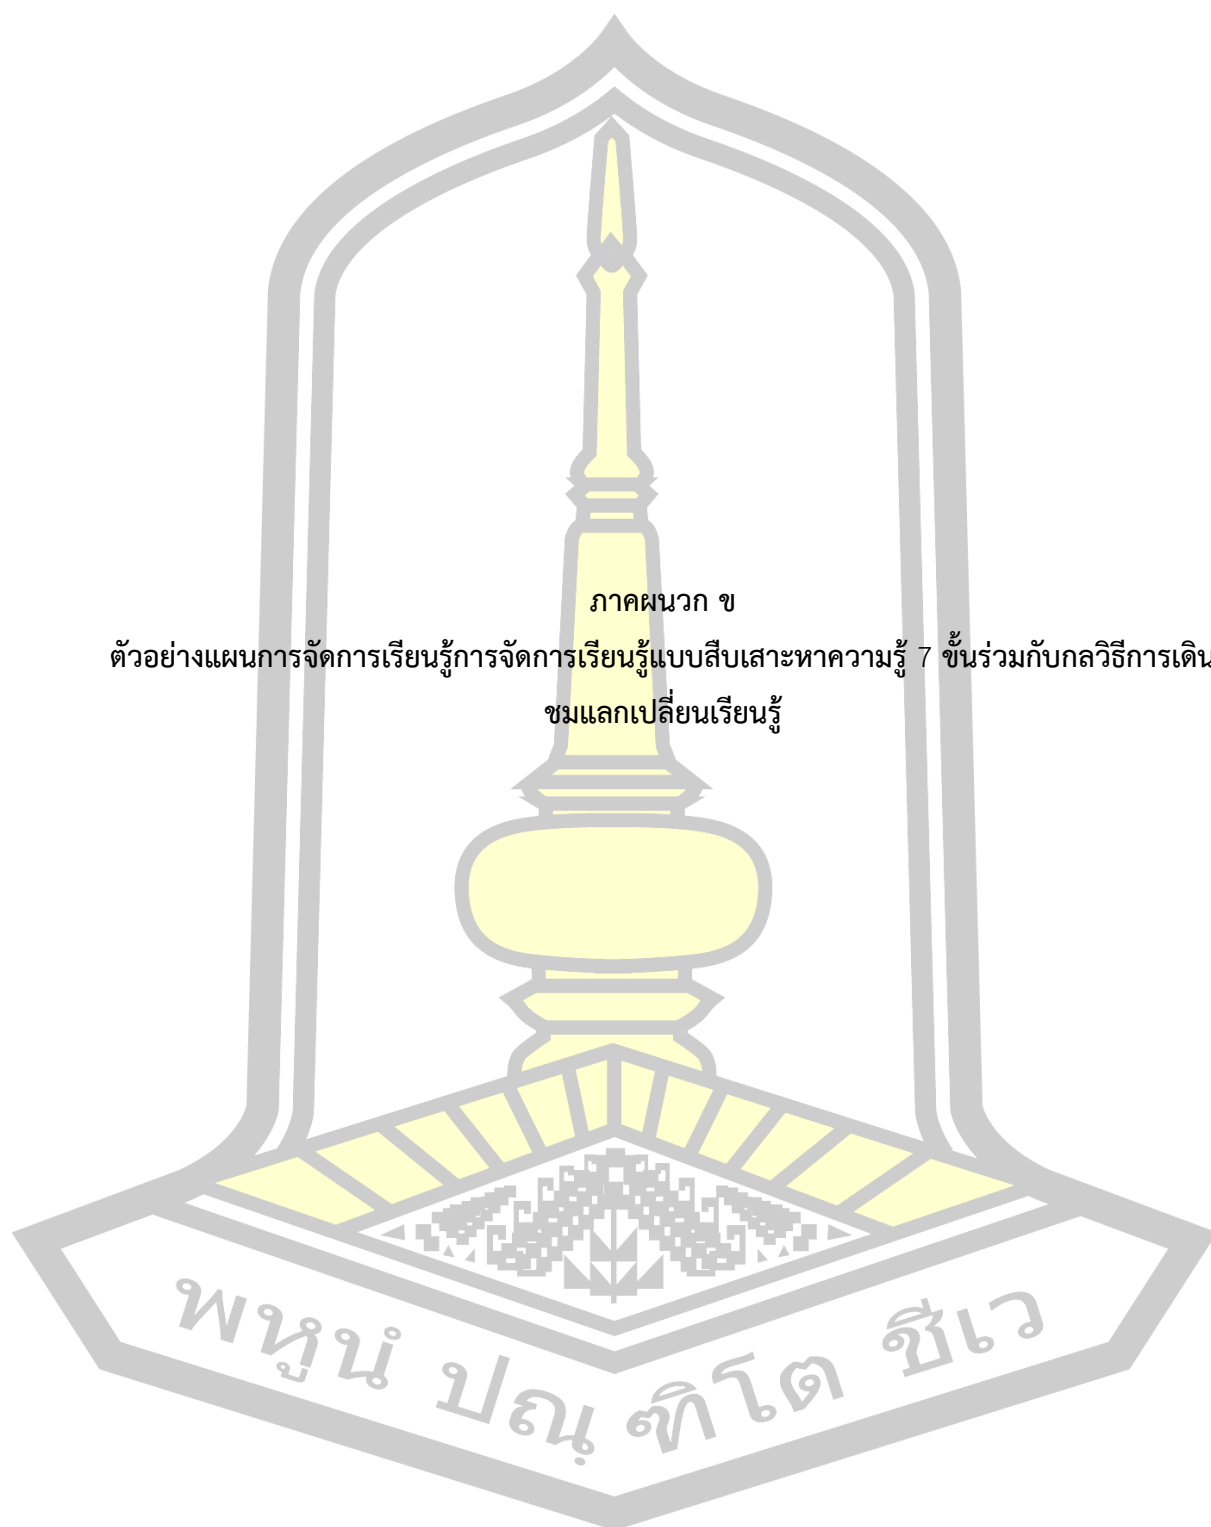 ภาคผนวก ข
ตัวอย่างแผนการจัดการเรียนรู้การจัดการเรียนรู้แบบสืบเสาะหาความรู้ 7 ขั้นร่วมกับกลวิธีการเดิน
ชมแลกเปลี่ยนเรียนรู้
พหูนํ ปณฺฑิโต ชีเว